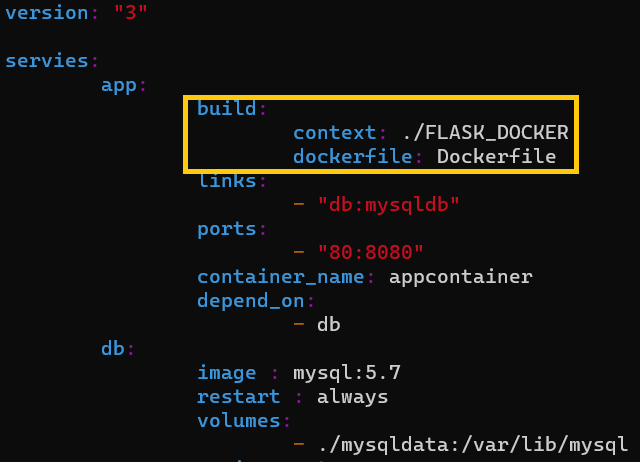 version: "3"
servies:
app:
build:
context: ./FLASK_DOCKER
dockerfile: Dockerfile
links:
- "db:mysqldb"
ports:
- "80:8080"
container_name: appcontainer
depend_on:
- db
db:
image : mysql:5.7
restart : always
volumes:
- ./mysqldata:/var/lib/mysql